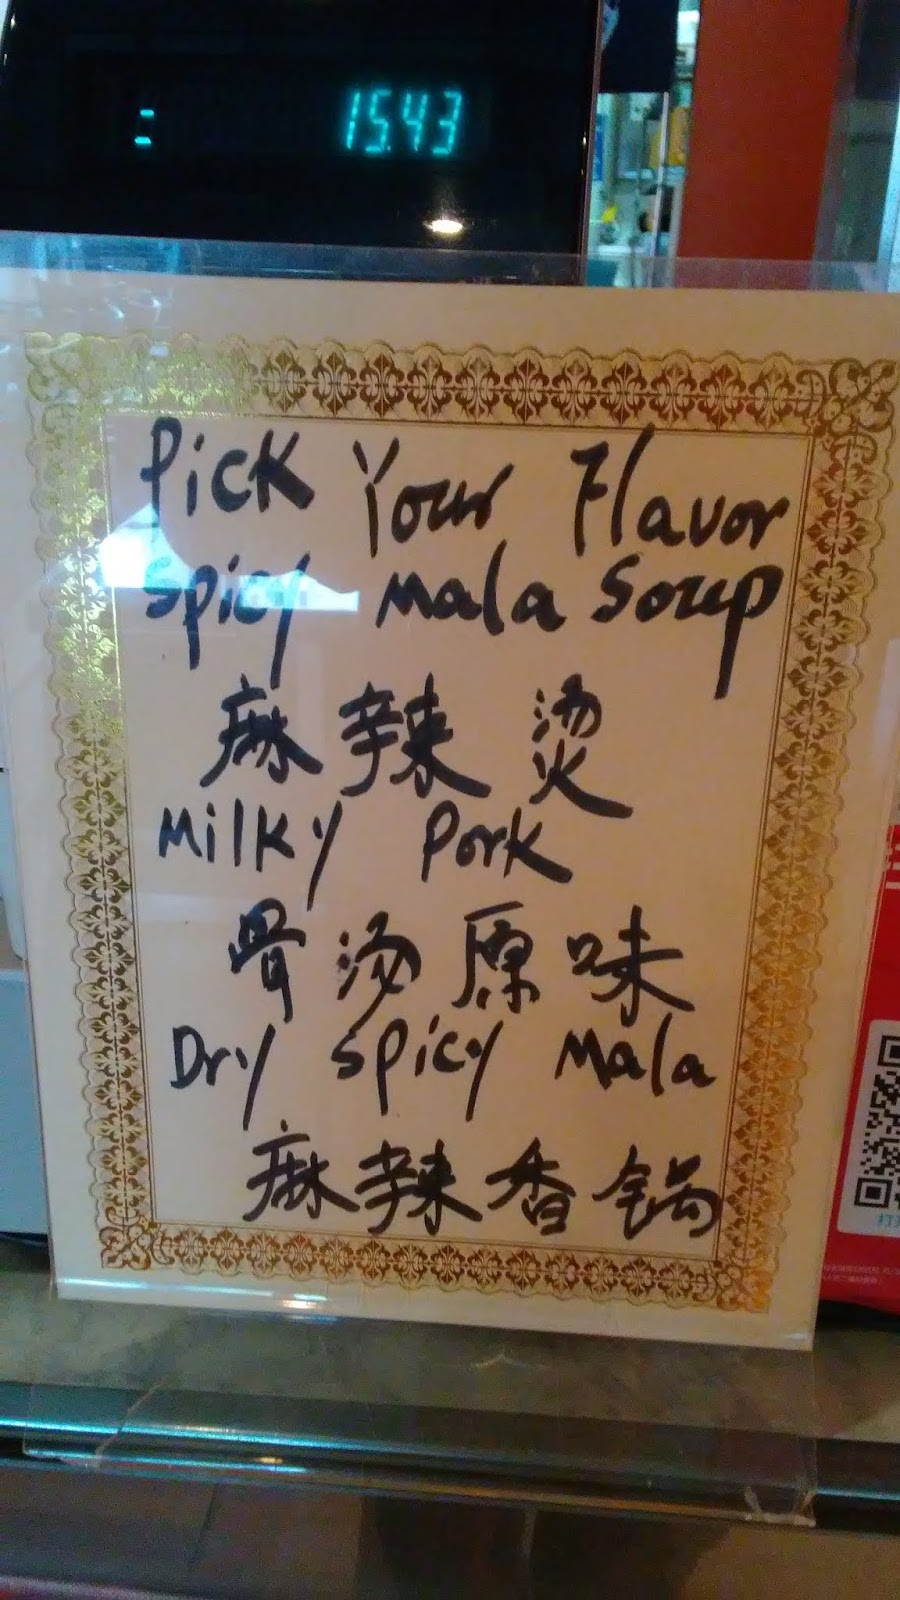 15.43
Pick Your Flavor
Spicy Mala Soup
麻辣烫
Milky Pork
骨汤原味
Dry Spicy Mala
麻辣香锅